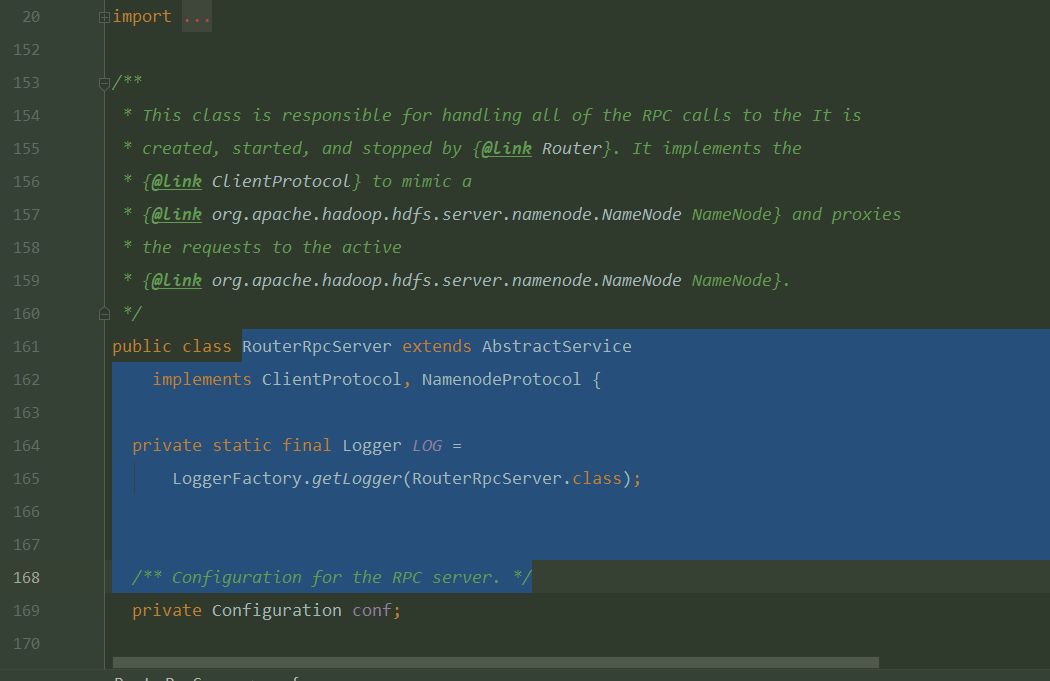 20 import ...
152
153 /**
154 * This class is responsible for handling all of the RPC calls to the It is
155 * created, started, and stopped by {@link Router}. It implements the
156 * {@link ClientProtocol} to mimic a
157 * {@link org.apache.hadoop.hdfs.server.namenode.NameNode NameNode} and proxies
158 * the requests to the active
159 * {@link org.apache.hadoop.hdfs.server.namenode.NameNode NameNode}.
160 */
161 public class RouterRpcServer extends AbstractService
162 implements ClientProtocol, NamenodeProtocol {
163
164 private static final Logger LOG =
165 LoggerFactory.getLogger(RouterRpcServer.class);
166
167
168 /** Configuration for the RPC server. */
169 private Configuration conf;
170